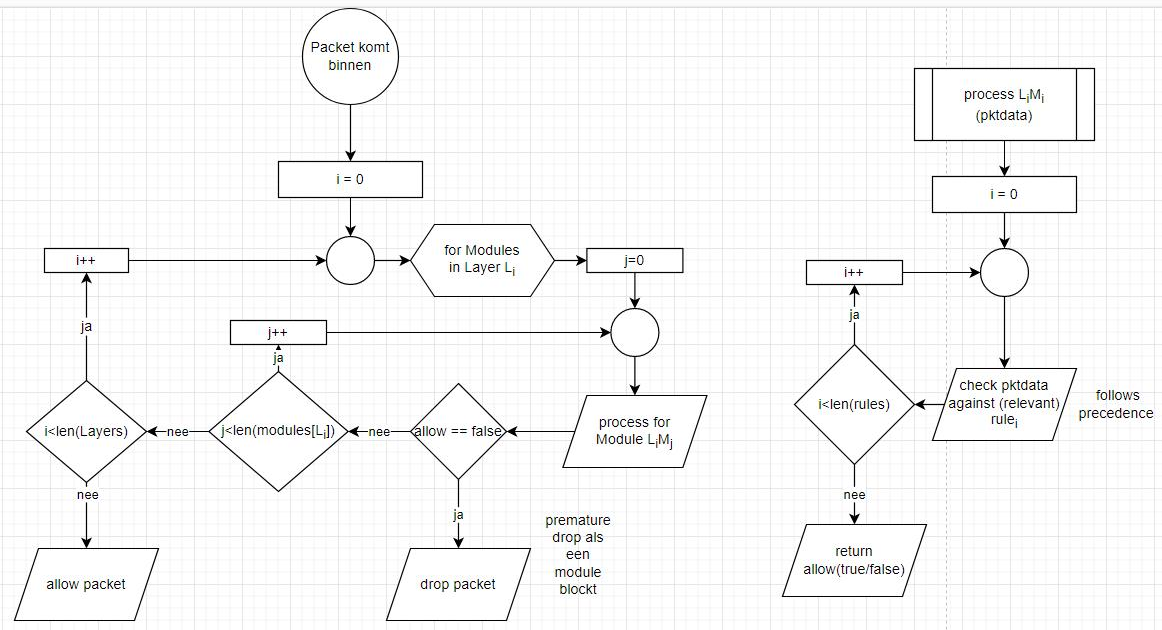 Packet komt
binnen
i = 0
for Modules
in Layer Lᵢ
j=0
i++
ja
j++
ja
i<len(Layers)
nee
j<len(modules[Lᵢ])
nee
allow == false
process for
Module LᵢMⱼ
nee
ja
allow packet
drop packet
premature
drop als
een
module
blockt
process LᵢMᵢ
(pktdata)
i = 0
i++
ja
i<len(rules)
check pktdata
against (relevant)
ruleᵢ
follows
precedence
nee
return
allow(true/false)